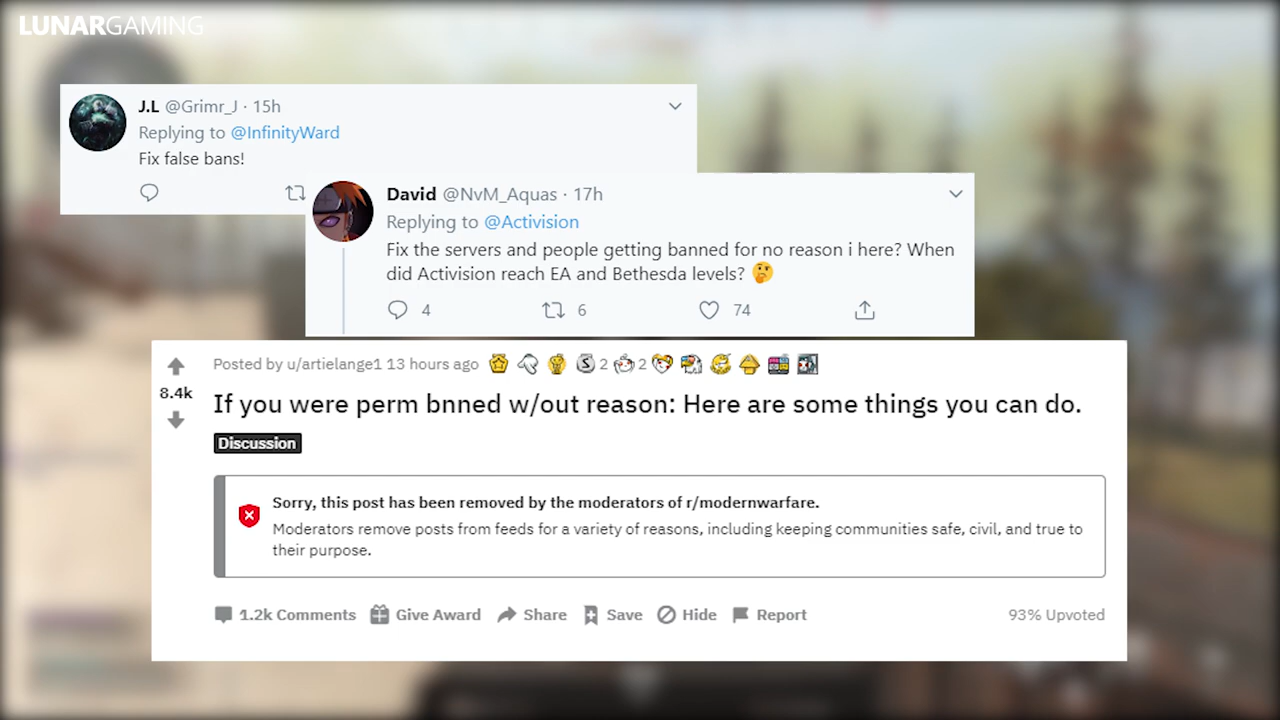 LUNARGAMING
J.L @Grimr_J · 15h
Replying to @InfinityWard
Fix false bans!
David @NvM_Aquas · 17h
Replying to @Activision
Fix the servers and people getting banned for no reason i here? When
did Activision reach EA and Bethesda levels? 🤔
4 6 74
Posted by u/artielange1 13 hours ago 2 2
8.4k
If you were perm bnned w/out reason: Here are some things you can do.
Discussion
Sorry, this post has been removed by the moderators of r/modernwarfare.
Moderators remove posts from feeds for a variety of reasons, including keeping communities safe, civil, and true to
their purpose.
1.2k Comments Give Award Share Save Hide Report 93% Upvoted